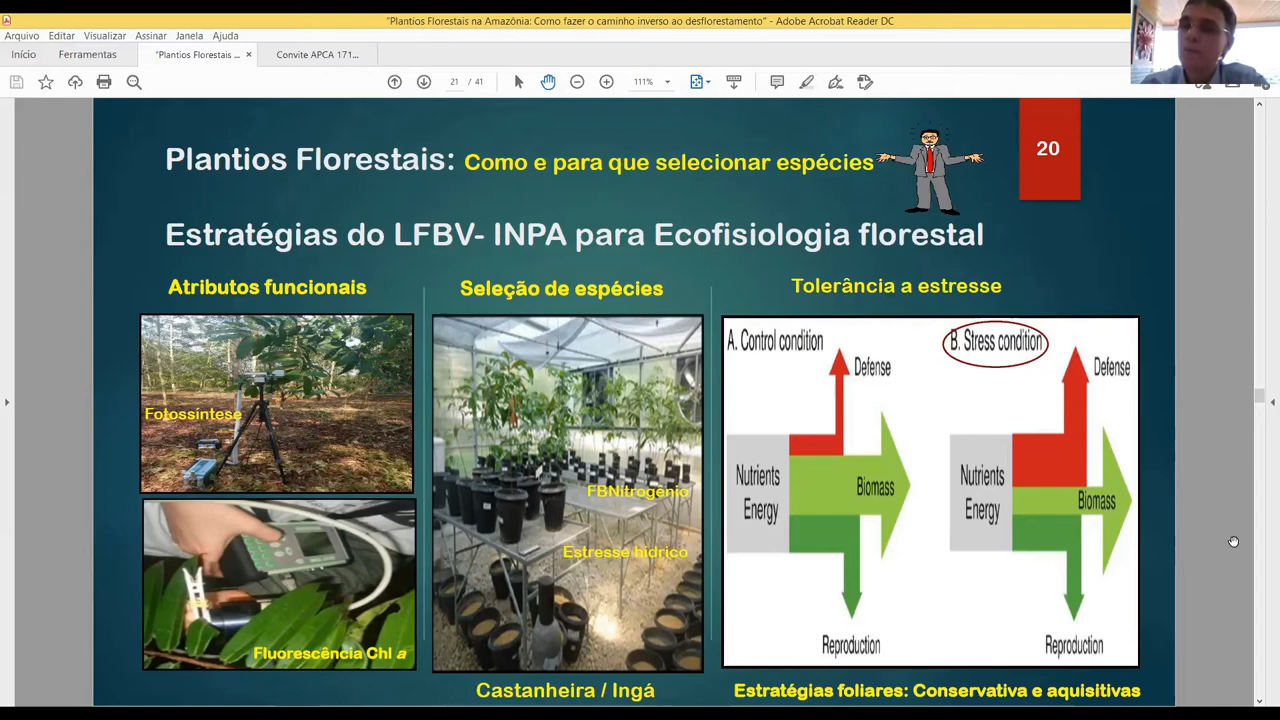 "Plantios Florestais na Amazônia: Como fazer o caminho inverso ao desflorestamento" - Adobe Acrobat Reader DC
Arquivo Editar Visualizar Assinar Janela Ajuda
Início Ferramentas "Plantios Florestais ... × Convite APCA 171...
21 / 41 111%
Plantios Florestais: Como e para que selecionar espécies
20
Estratégias do LFBV- INPA para Ecofisiologia florestal
Atributos funcionais
Fotossíntese
Fluorescência Chl a
Seleção de espécies
FBNitrogênio
Estresse hídrico
Castanheira / Ingá
Tolerância a estresse
A. Control condition
Defense
Nutrients
Energy
Biomass
Reproduction
B. Stress condition
Defense
Nutrients
Energy
Biomass
Reproduction
Estratégias foliares: Conservativa e aquisitivas